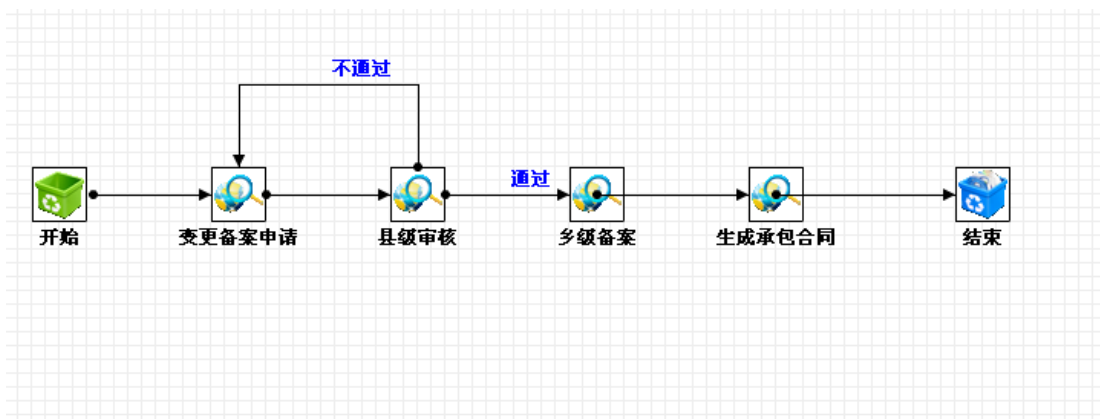 不通过
通过
开始
变更备案申请
县级审核
乡级备案
生成承包合同
结束